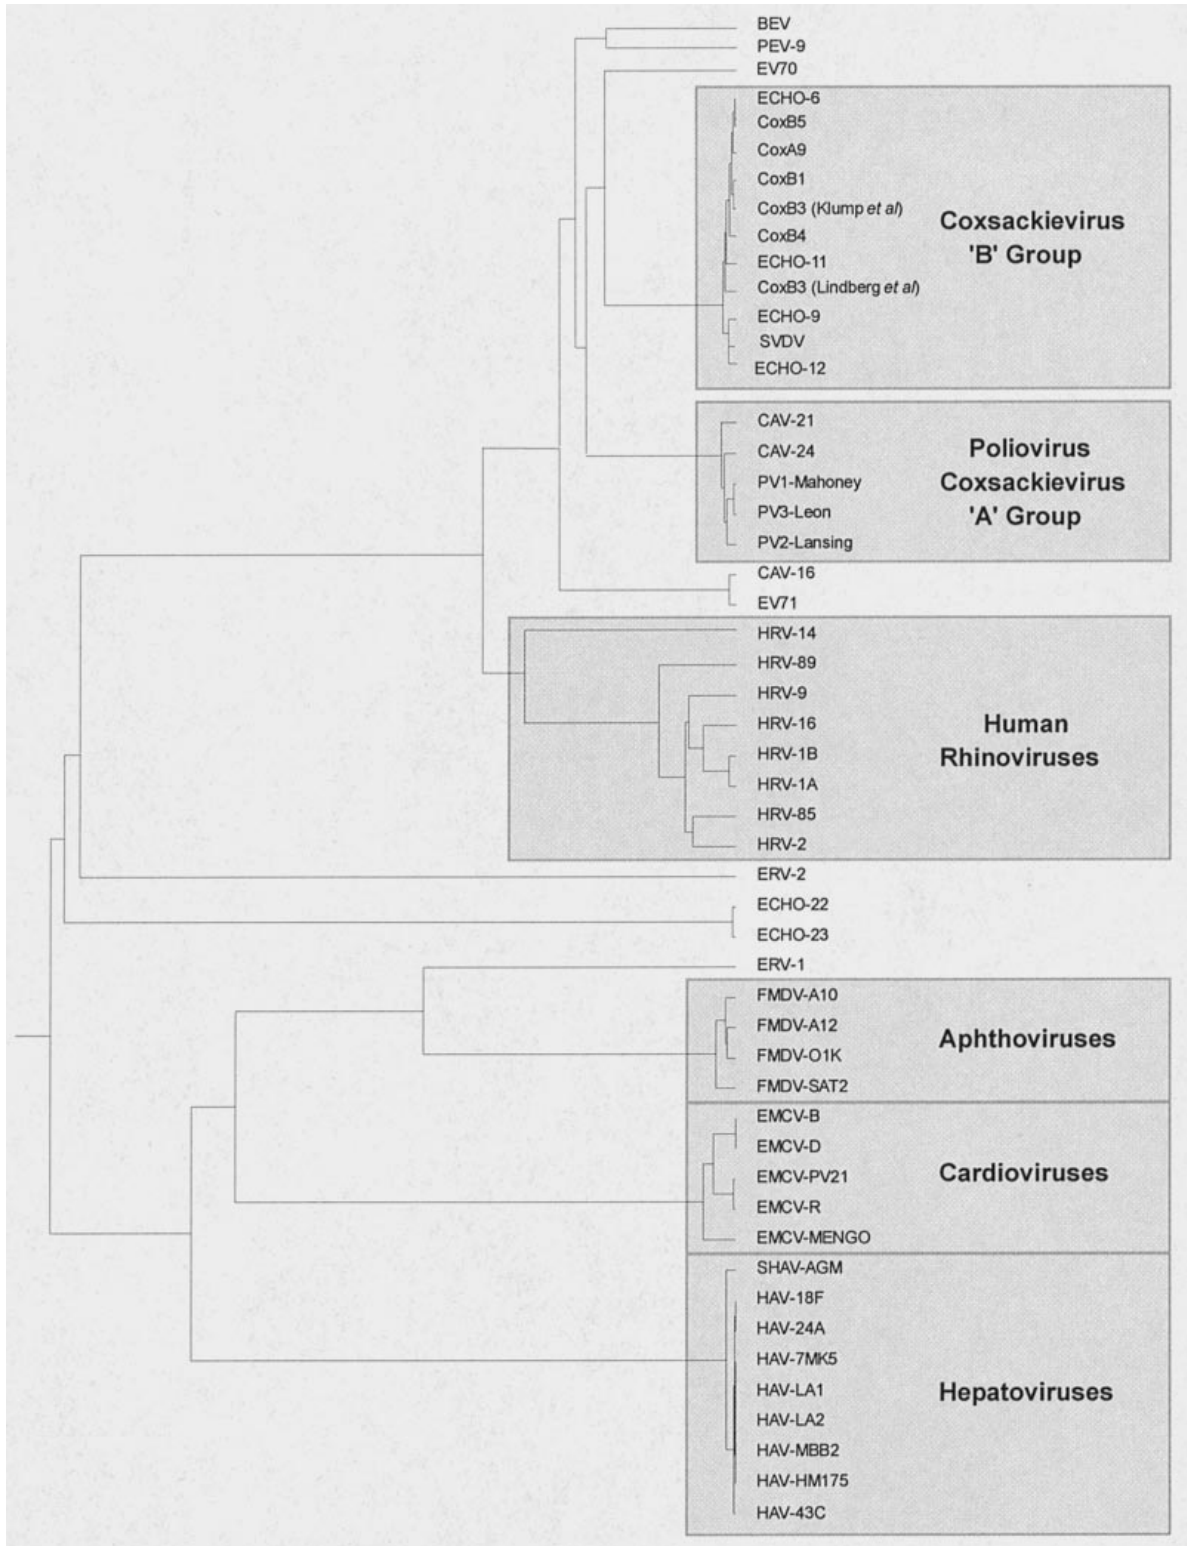 BEV
PEV-9
EV70
ECHO-6
CoxB5
CoxA9
CoxB1
CoxB3 (Klump et al)
CoxB4
ECHO-11
CoxB3 (Lindberg et al)
ECHO-9
SVDV
ECHO-12
Coxsackievirus
'B' Group
CAV-21
CAV-24
PV1-Mahoney
PV3-Leon
PV2-Lansing
Poliovirus
Coxsackievirus
'A' Group
CAV-16
EV71
HRV-14
HRV-89
HRV-9
HRV-16
HRV-1B
HRV-1A
HRV-85
HRV-2
Human
Rhinoviruses
ERV-2
ECHO-22
ECHO-23
ERV-1
FMDV-A10
FMDV-A12
FMDV-O1K
FMDV-SAT2
Aphthoviruses
EMCV-B
EMCV-D
EMCV-PV21
EMCV-R
EMCV-MENGO
Cardioviruses
SHAV-AGM
HAV-18F
HAV-24A
HAV-7MK5
HAV-LA1
HAV-LA2
HAV-MBB2
HAV-HM175
HAV-43C
Hepatoviruses